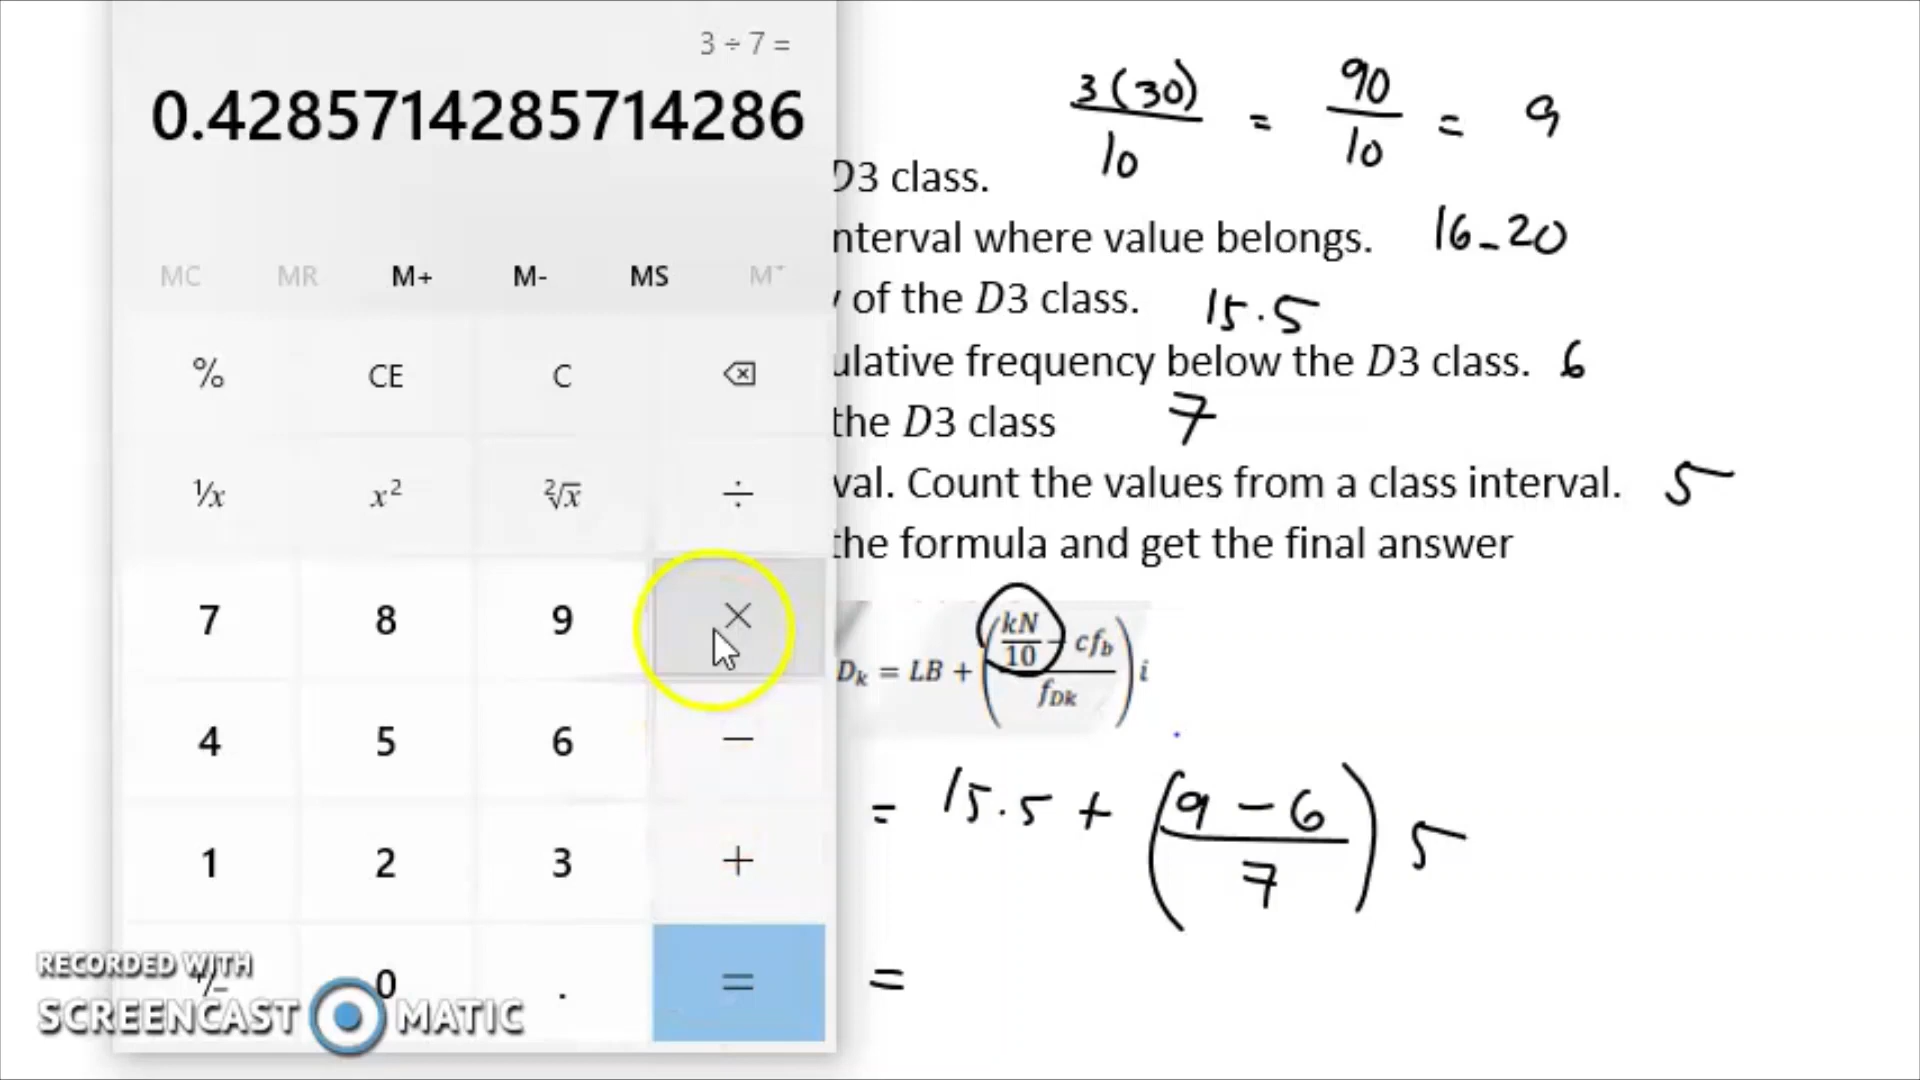 3 ÷ 7 =
0.4285714285714286
MC MR M+ M- MS M˅
% CE C
¹/x x² ²√x ÷
7 8 9 ×
4 5 6 −
1 2 3 +
+/− 0 . =
3(30)/10 = 90/10 = 9
D3 class.
nterval where value belongs. 16-20
y of the D3 class. 15.5
ulative frequency below the D3 class. 6
the D3 class 7
val. Count the values from a class interval. 5
the formula and get the final answer
Dk = LB + (kN/10 − cfb / fDk) i
= 15.5 + (9 − 6 / 7) 5
=
RECORDED WITH
SCREENCAST MATIC